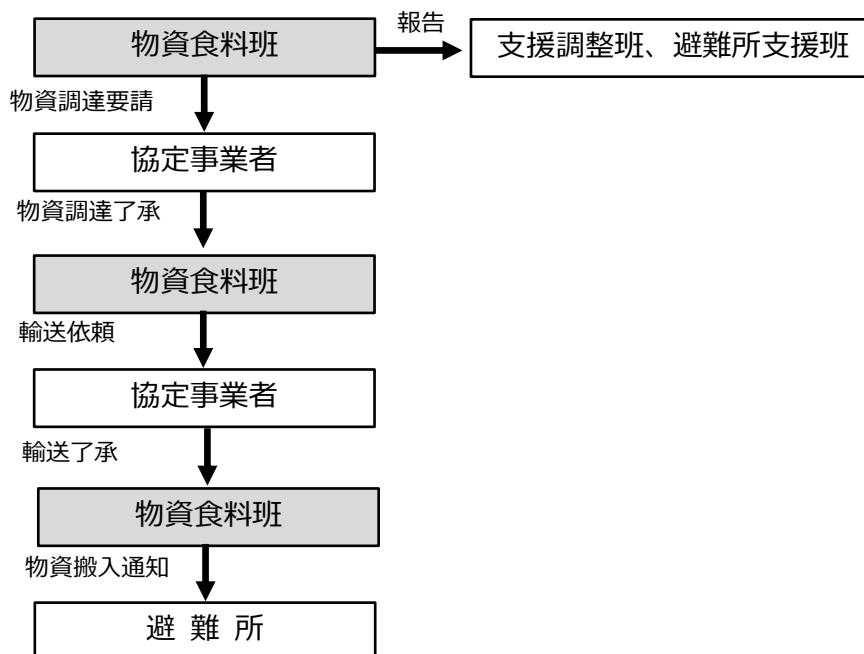 物資食料班
報告
支援調整班、避難所支援班
物資調達要請
協定事業者
物資調達了承
物資食料班
輸送依頼
協定事業者
輸送了承
物資食料班
物資搬入通知
避 難 所